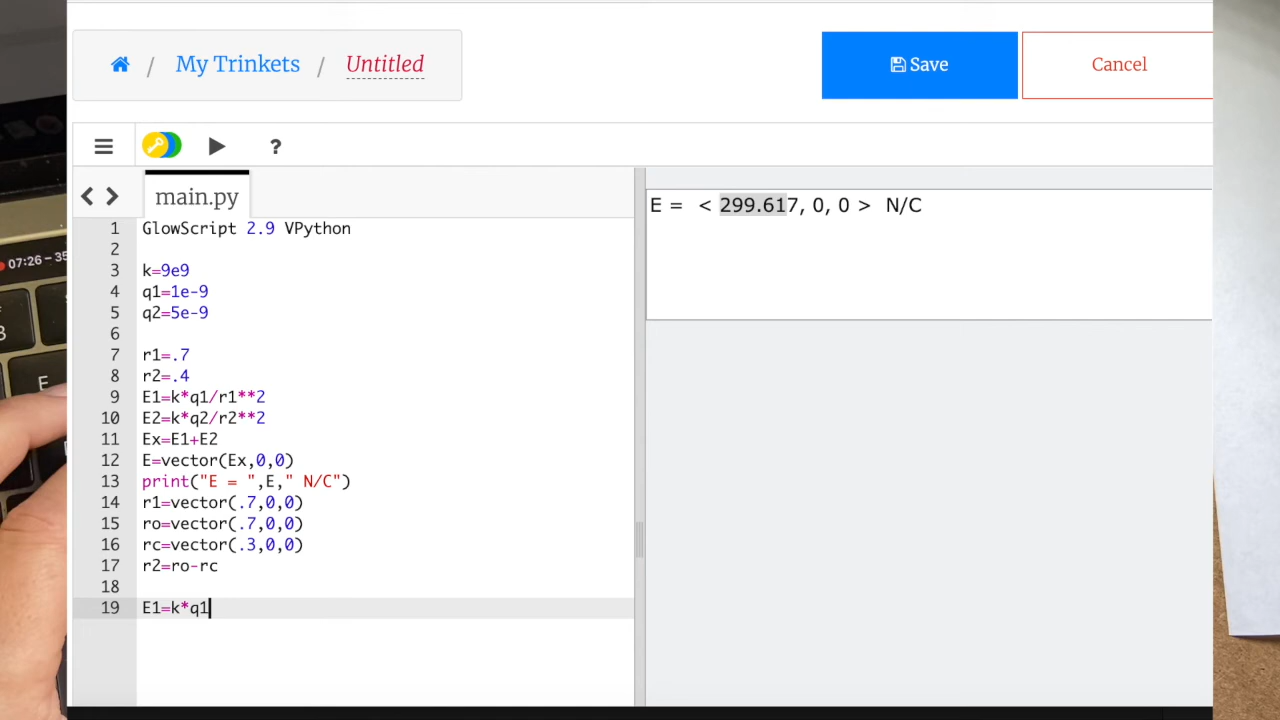 / My Trinkets / Untitled
Save
Cancel
?
main.py
1 GlowScript 2.9 VPython
2
3 k=9e9
4 q1=1e-9
5 q2=5e-9
6
7 r1=.7
8 r2=.4
9 E1=k*q1/r1**2
10 E2=k*q2/r2**2
11 Ex=E1+E2
12 E=vector(Ex,0,0)
13 print("E = ",E," N/C")
14 r1=vector(.7,0,0)
15 ro=vector(.7,0,0)
16 rc=vector(.3,0,0)
17 r2=ro-rc
18
19 E1=k*q1
E = < 299.617, 0, 0 > N/C
07:26 – 35
E